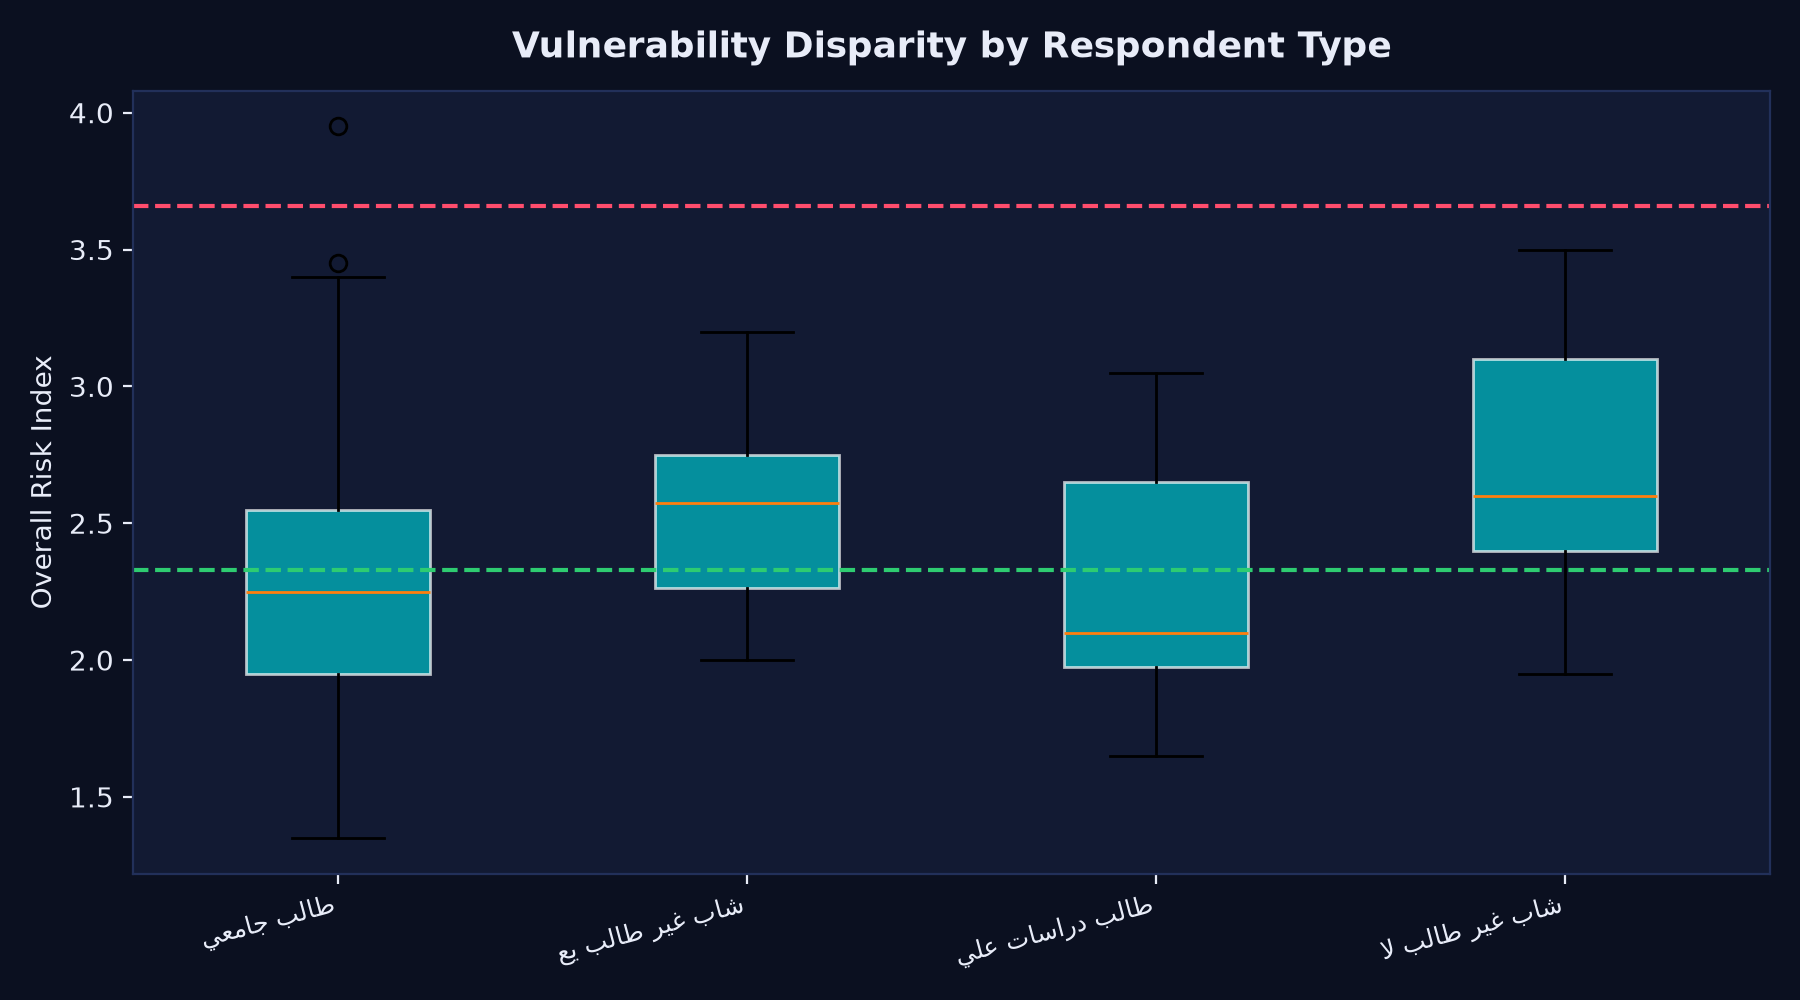 Vulnerability Disparity by Respondent Type
Overall Risk Index
4.0
3.5
3.0
2.5
2.0
1.5
طالب جامعي
شاب غير طالب يع
طالب دراسات علي
شاب غير طالب لا